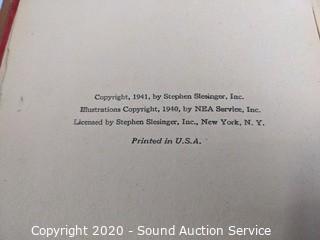 Copyright, 1941, by Stephen Slesinger, Inc.
Illustrations Copyright, 1940, by NEA Service, Inc.
Licensed by Stephen Slesinger, Inc., New York, N. Y.
Printed in U.S.A.
Copyright 2020 - Sound Auction Service